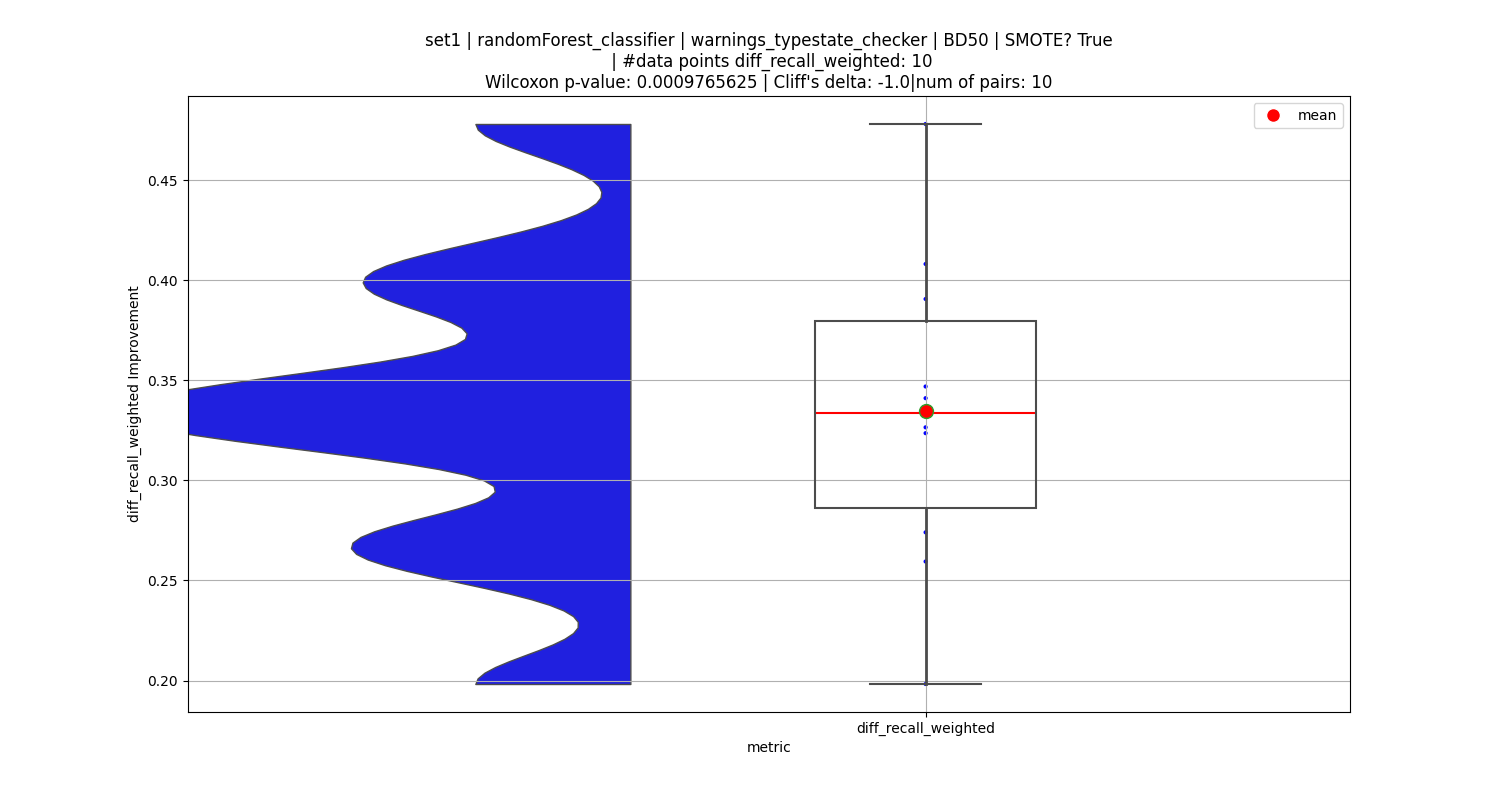 set1 | randomForest_classifier | warnings_typestate_checker | BD50 | SMOTE? True
| #data points diff_recall_weighted: 10
Wilcoxon p-value: 0.0009765625 | Cliff's delta: -1.0|num of pairs: 10
mean
0.45
0.40
0.35
0.30
0.25
0.20
diff_recall_weighted Improvement
diff_recall_weighted
metric